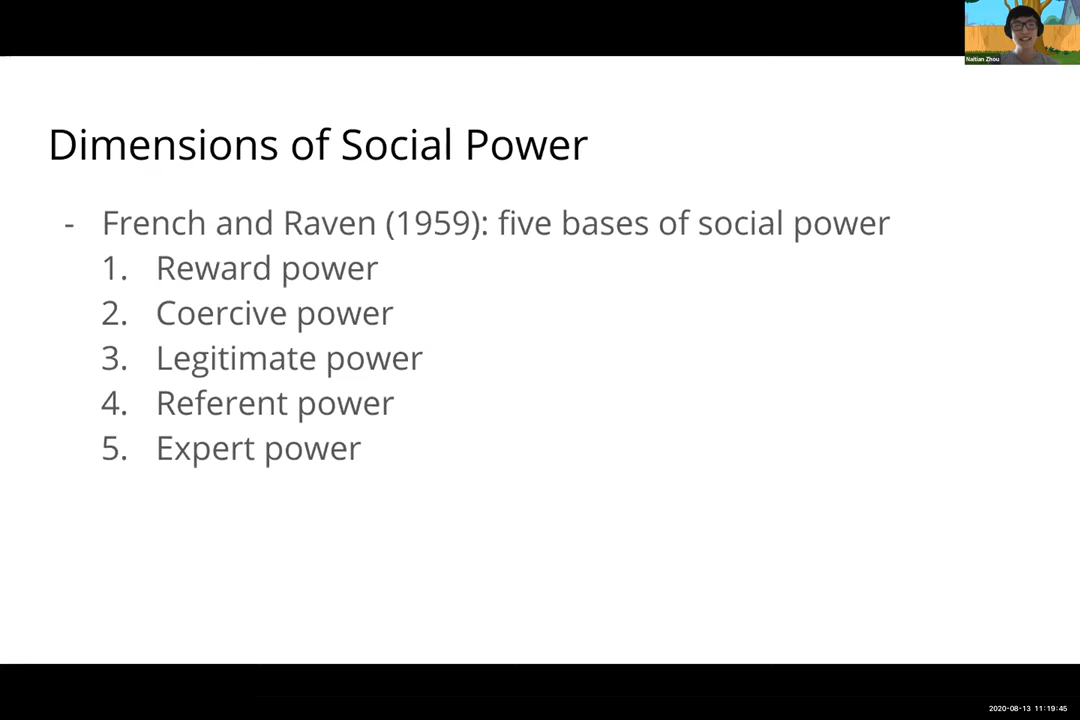 Naitian Zhou
Dimensions of Social Power
- French and Raven (1959): five bases of social power
1. Reward power
2. Coercive power
3. Legitimate power
4. Referent power
5. Expert power
2020-08-13 11:19:45